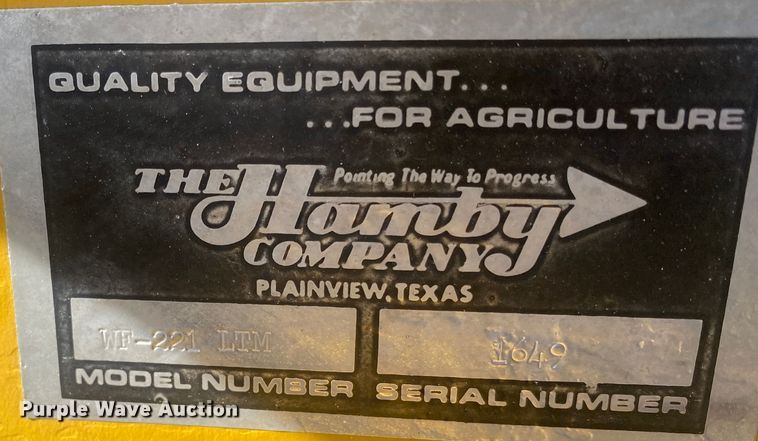 QUALITY EQUIPMENT...
...FOR AGRICULTURE
Pointing The Way To Progress
THE Hamby
COMPANY
PLAINVIEW, TEXAS
WF-221 LTM 1649
MODEL NUMBER SERIAL NUMBER
Purple Wave Auction